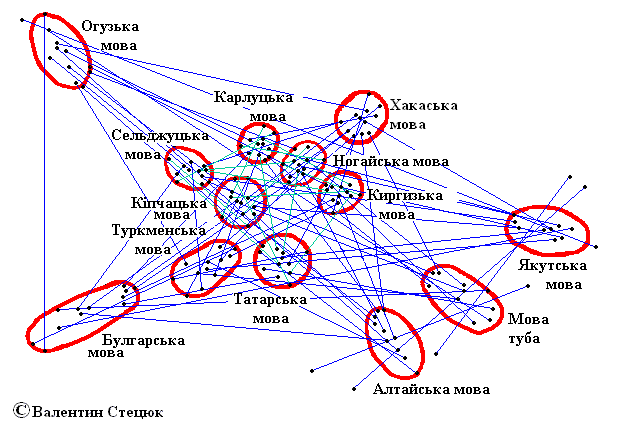 Огузька
мова
Карлуцька
мова
Хакаська
мова
Сельджуцька
мова
Ногайська мова
Кіпчацька
мова
Киргизька
мова
Туркменська
мова
Якутська
мова
Татарська
мова
Мова
туба
Булгарська
мова
Алтайська мова
©Валентин Стецюк